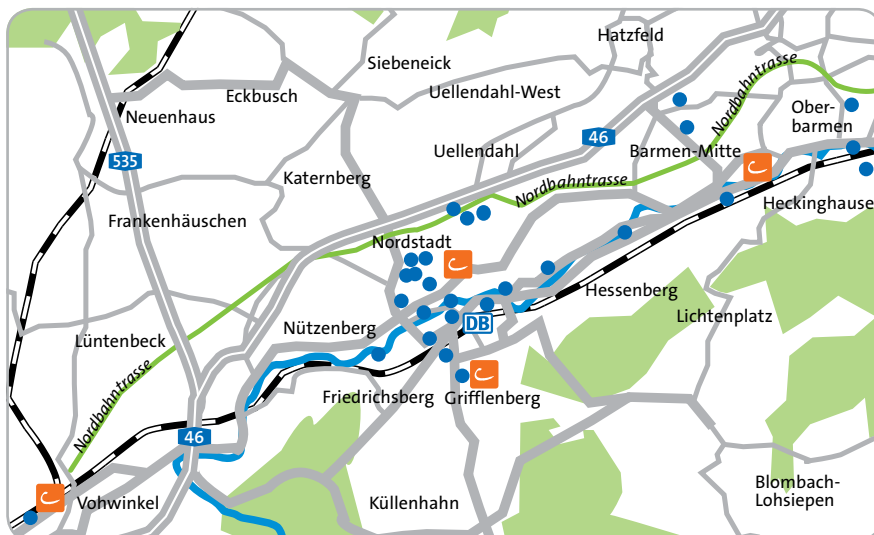 Hatzfeld
Siebeneick
Eckbusch
Uellendahl-West
Neuenhaus
Nordbahntrasse
Ober-
barmen
46
Uellendahl
Barmen-Mitte
535
Katernberg
Nordbahntrasse
Heckinghause
Frankenhäuschen
Nordstadt
Hessenberg
Lichtenplatz
DB
Nützenberg
Lüntenbeck
Nordbahntrasse
Friedrichsberg
Grifflenberg
46
Vohwinkel
Küllenhahn
Blombach-
Lohsiepen